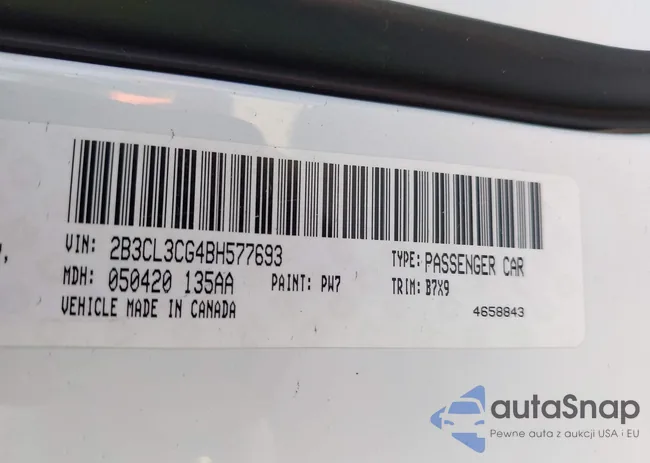 VIN: 2B3CL3CG4BH577693 TYPE: PASSENGER CAR
MDH: 050420 135AA PAINT: PW7 TRIM: B7X9
VEHICLE MADE IN CANADA 4658843
autaSnap
Pewne auta z aukcji USA i EU